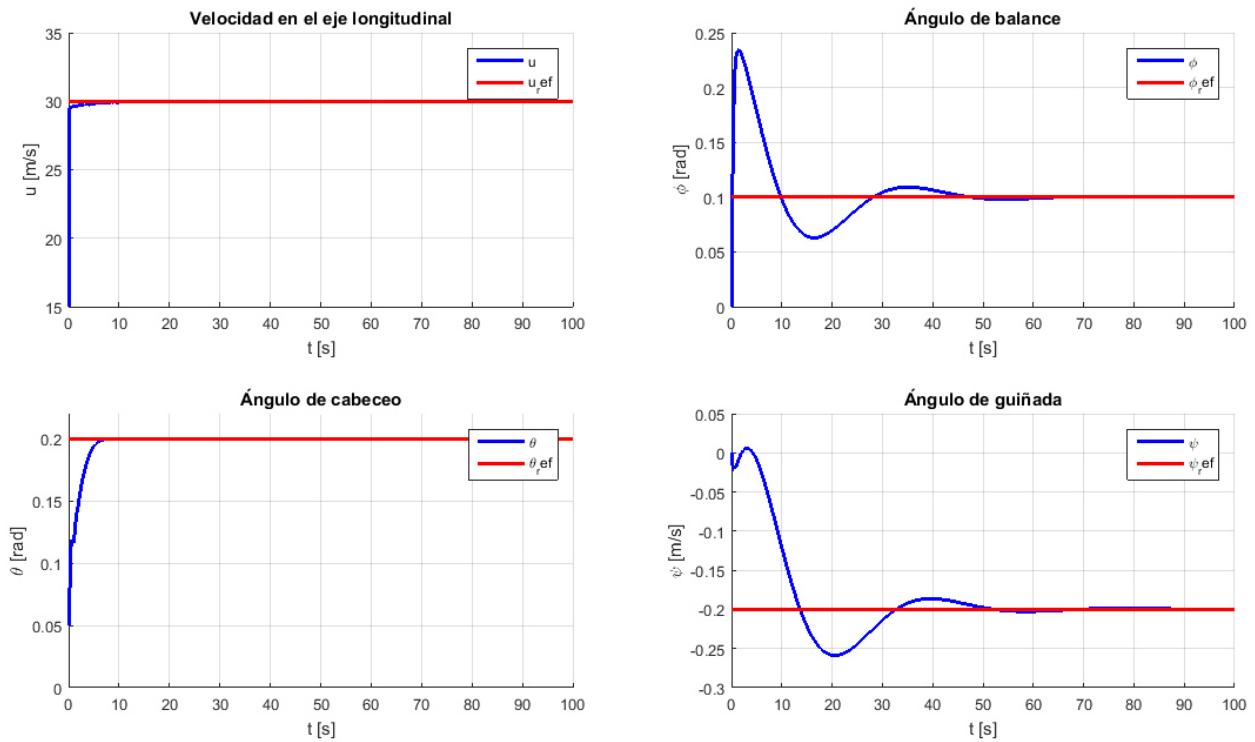 Velocidad en el eje longitudinal
35
30
25
20
15
u [m/s]
u
u_ref
0 10 20 30 40 50 60 70 80 90 100
t [s]
Ángulo de balance
0.25
0.2
0.15
0.1
0.05
0
ϕ [rad]
ϕ
ϕ_ref
0 10 20 30 40 50 60 70 80 90 100
t [s]
Ángulo de cabeceo
0.2
0.15
0.1
0.05
0
θ [rad]
θ
θ_ref
0 10 20 30 40 50 60 70 80 90 100
t [s]
Ángulo de guiñada
0.05
0
-0.05
-0.1
-0.15
-0.2
-0.25
-0.3
ψ [m/s]
ψ
ψ_ref
0 10 20 30 40 50 60 70 80 90 100
t [s]